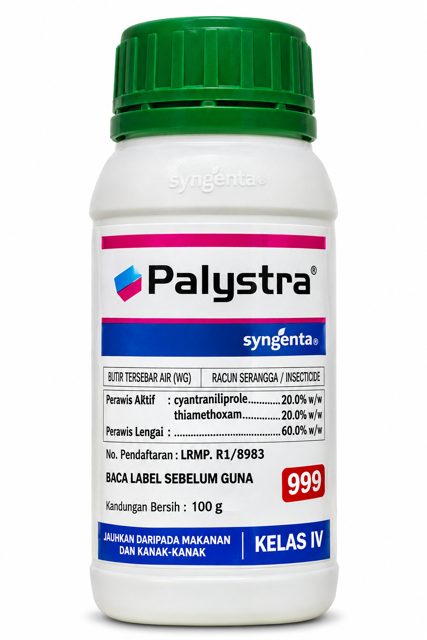 syngenta®
Palystra®
syngenta®
BUTIR TERSEBAR AIR (WG) RACUN SERANGGA / INSECTICIDE
Perawis Aktif : cyantraniliprole............20.0% w/w
thiamethoxam..........20.0% w/w
Perawis Lengai : ....................................60.0% w/w
No. Pendaftaran : LRMP. R1/8983
BACA LABEL SEBELUM GUNA
999
Kandungan Bersih : 100 g
JAUHKAN DARIPADA MAKANAN
DAN KANAK-KANAK
KELAS IV